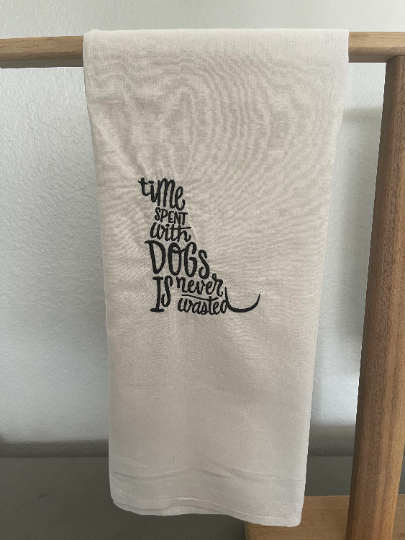 tiMe
SPENT
with
DOGS
IS never
wasted